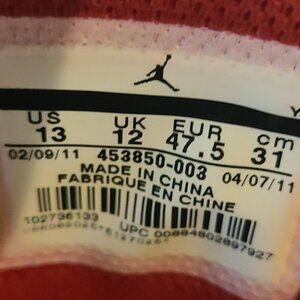 US UK EUR cm
13 12 47.5 31
02/09/11 453850-003 04/07/11
MADE IN CHINA
FABRIQUE EN CHINE
102736133
UPC 00884802897927